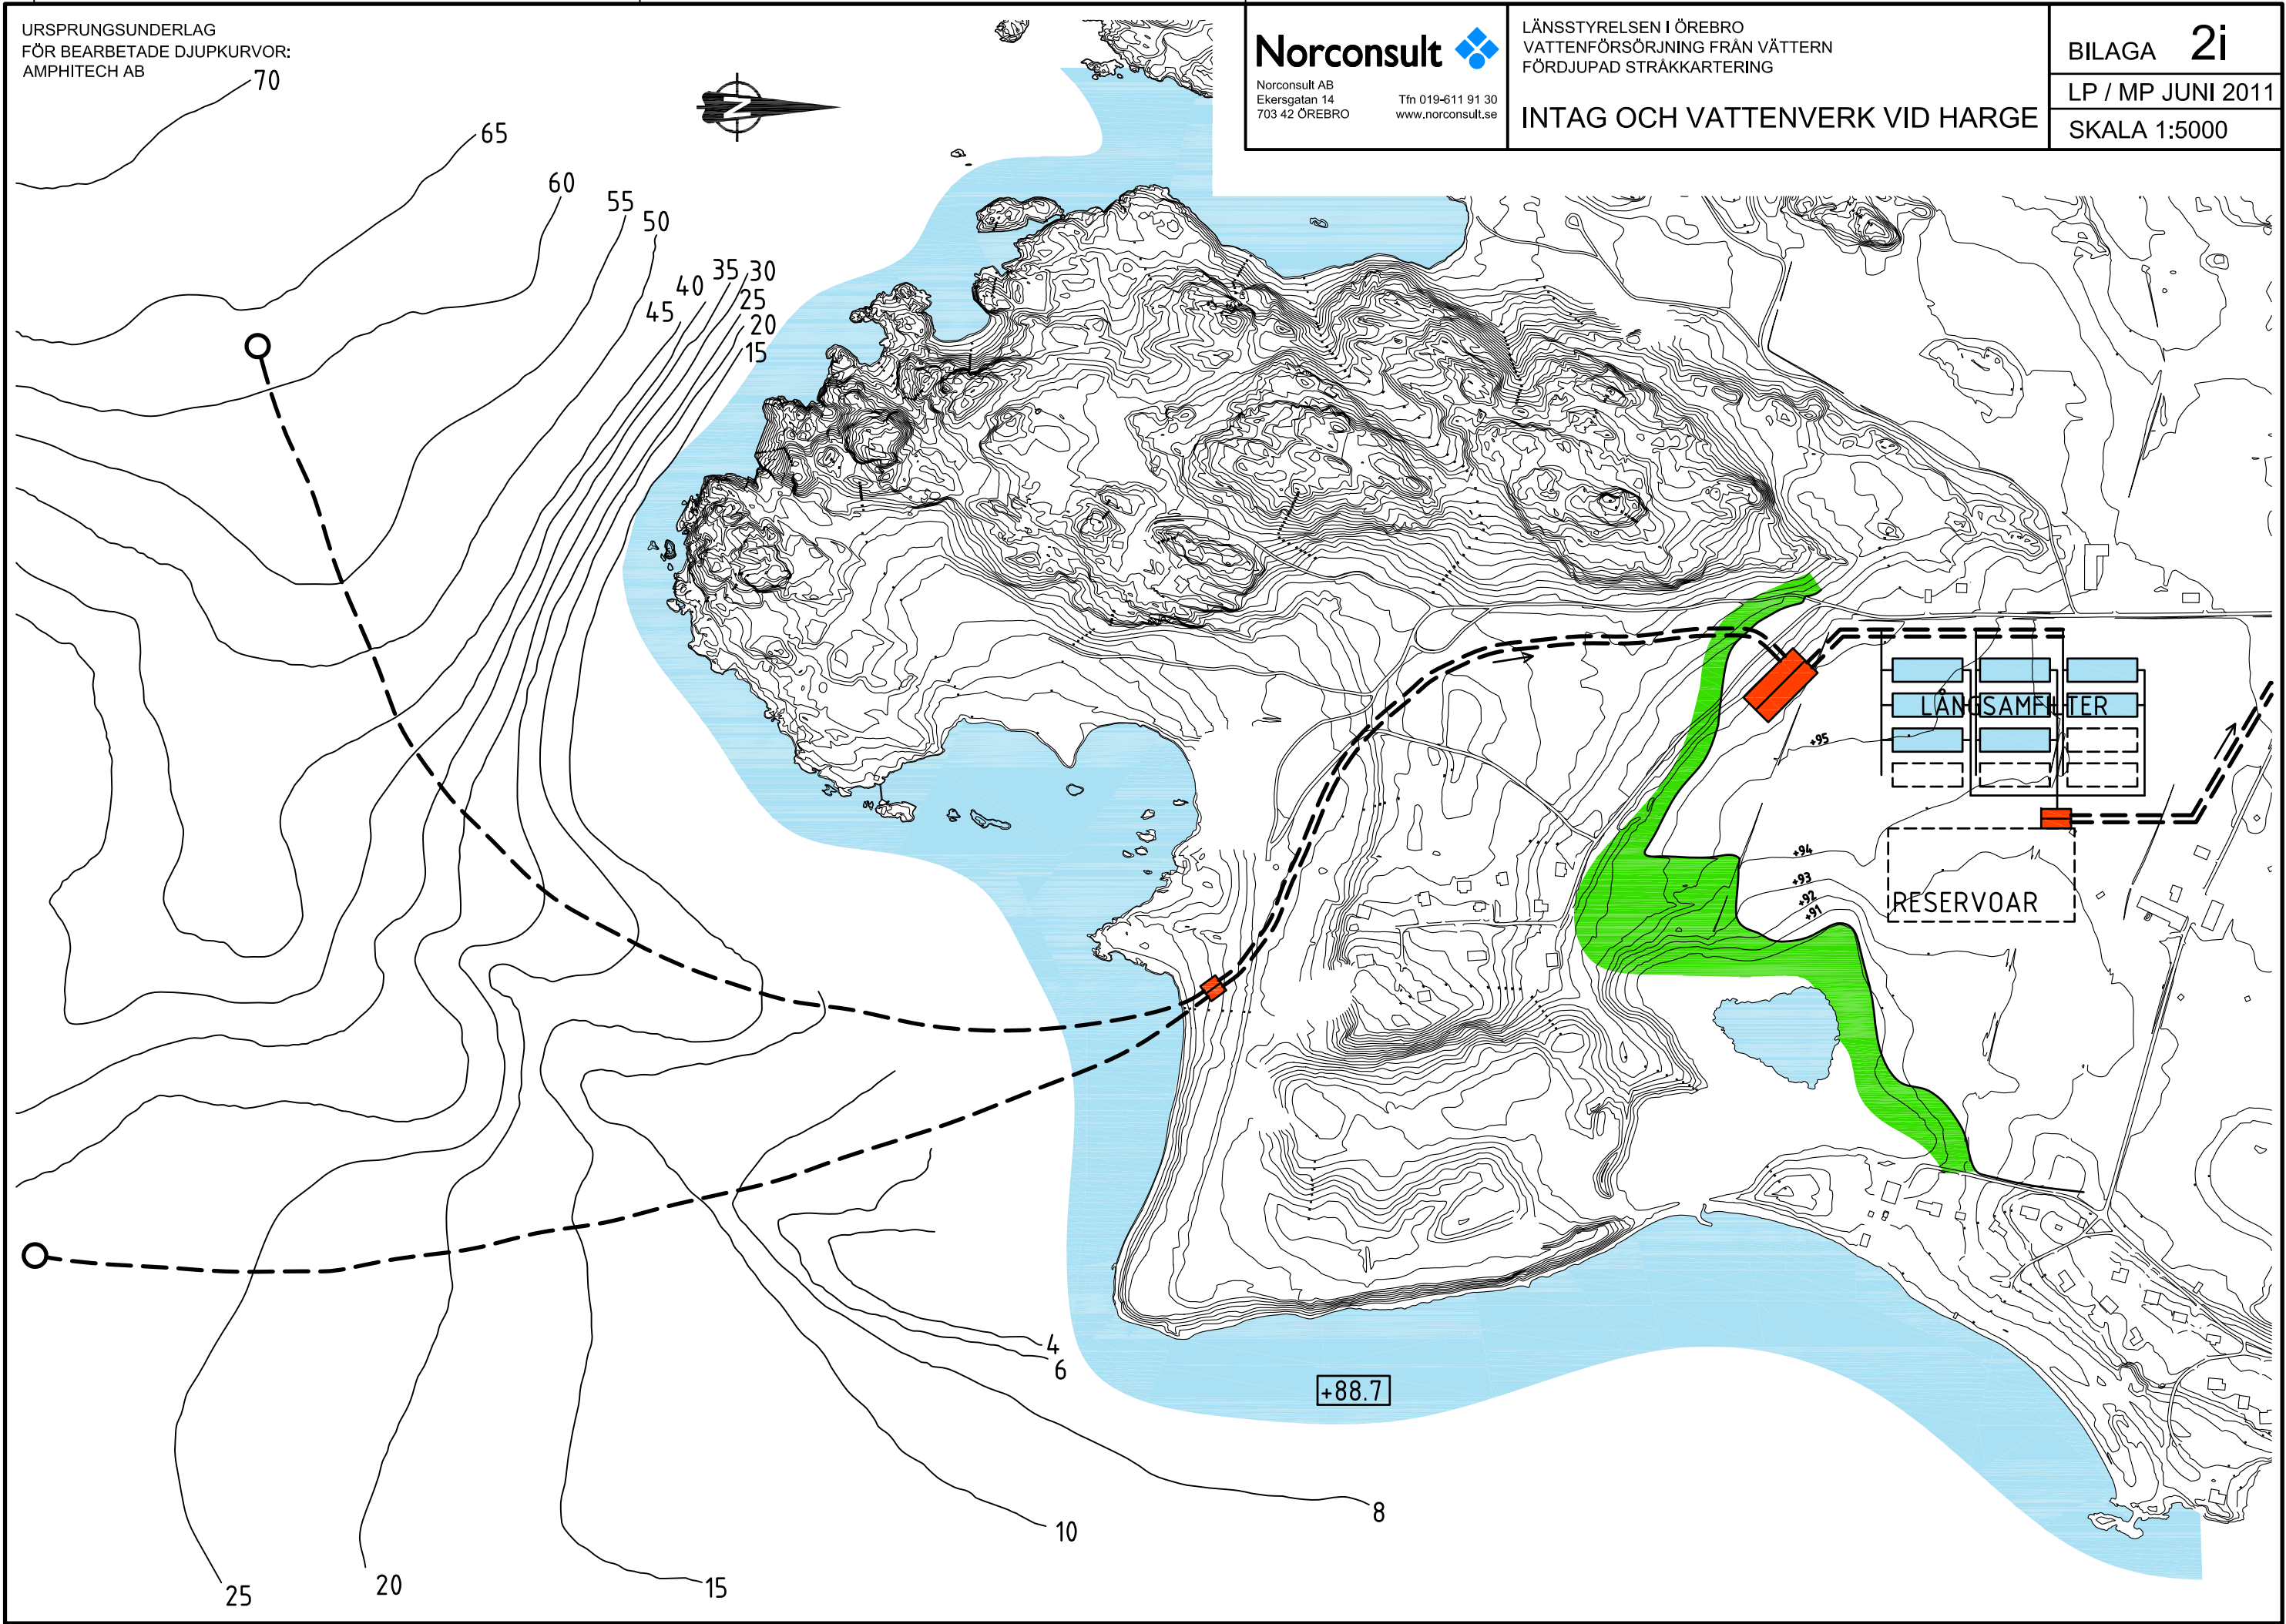 URSPRUNGSUNDERLAG
FÖR BEARBETADE DJUPKURVOR:
AMPHITECH AB
Norconsult
Norconsult AB
Ekersgatan 14
Tfn 019-611 91 30
703 42 ÖREBRO
www.norconsult.se
LÄNSSTYRELSEN I ÖREBRO
VATTENFÖRSÖRJNING FRÅN VÄTTERN
FÖRDJUPAD STRÅKKARTERING
INTAG OCH VATTENVERK VID HARGE
BILAGA 2i
LP / MP JUNI 2011
SKALA 1:5000
N
70
65
60
55
50
45
40
35
30
25
20
15
LÅNGSAMFILTER
+95
+94
+93
+92
+91
RESERVOAR
4
6
+88.7
8
10
15
20
25